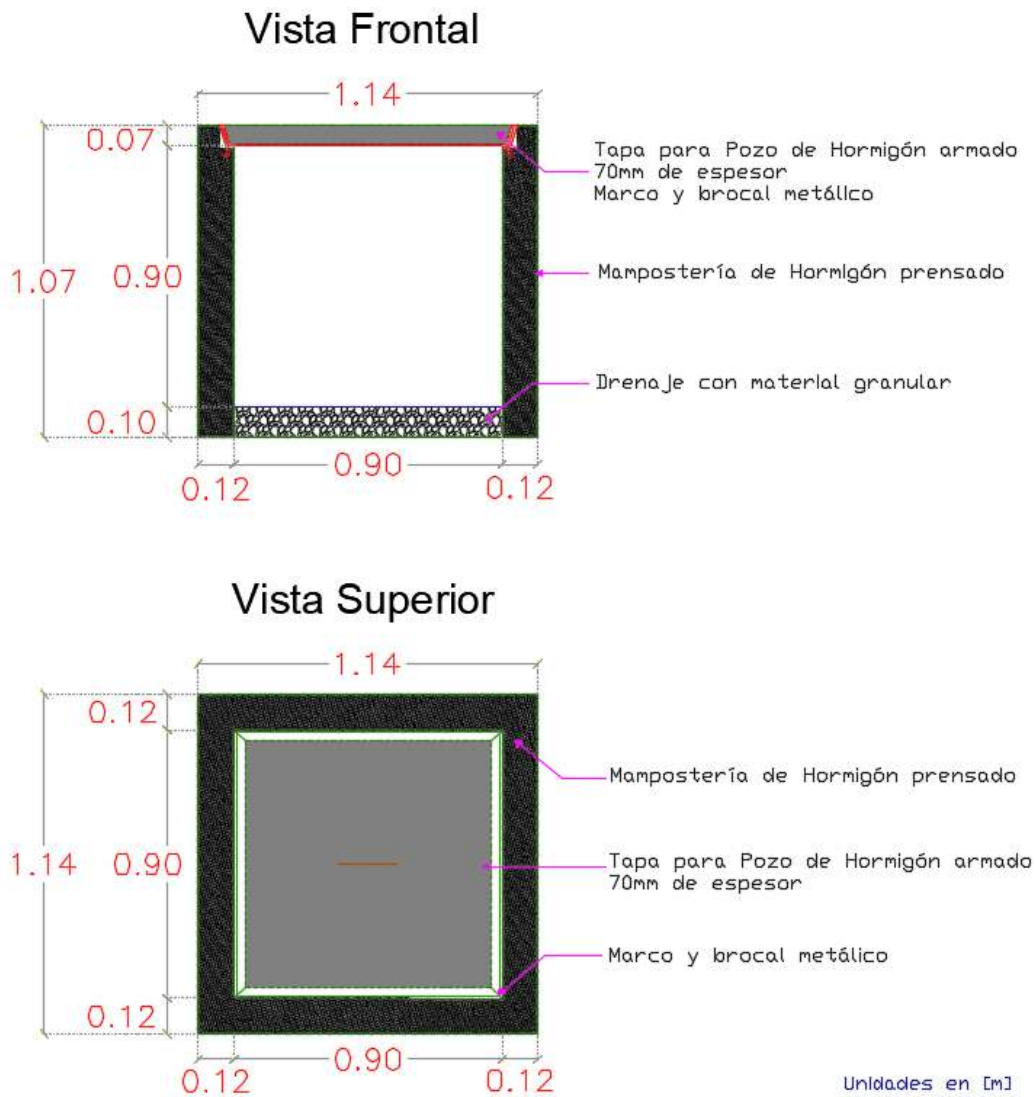 Vista Frontal
1.14
0.07
Tapa para Pozo de Hormigón armado
70mm de espesor
Marco y brocal metálico
1.07
0.90
Mampostería de Hormigón prensado
Drenaje con material granular
0.10
0.12
0.90
0.12
Vista Superior
1.14
0.12
Mampostería de Hormigón prensado
1.14
0.90
Tapa para Pozo de Hormigón armado
70mm de espesor
Marco y brocal metálico
0.12
0.12
0.90
0.12
Unidades en [m]